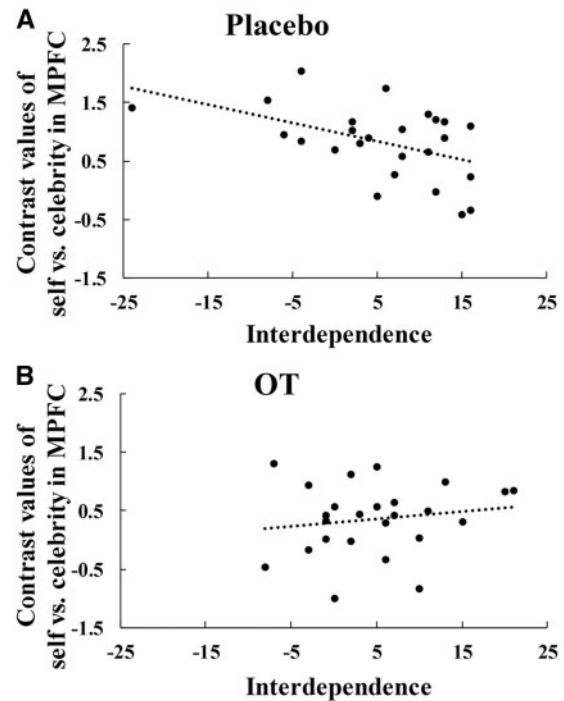 A
Placebo
Contrast values of
self vs. celebrity in MPFC
2.5
1.5
0.5
-0.5
-1.5
-25
-15
-5
5
15
25
Interdependence
B
OT
Contrast values of
self vs. celebrity in MPFC
2.5
1.5
0.5
-0.5
-1.5
-25
-15
-5
5
15
25
Interdependence